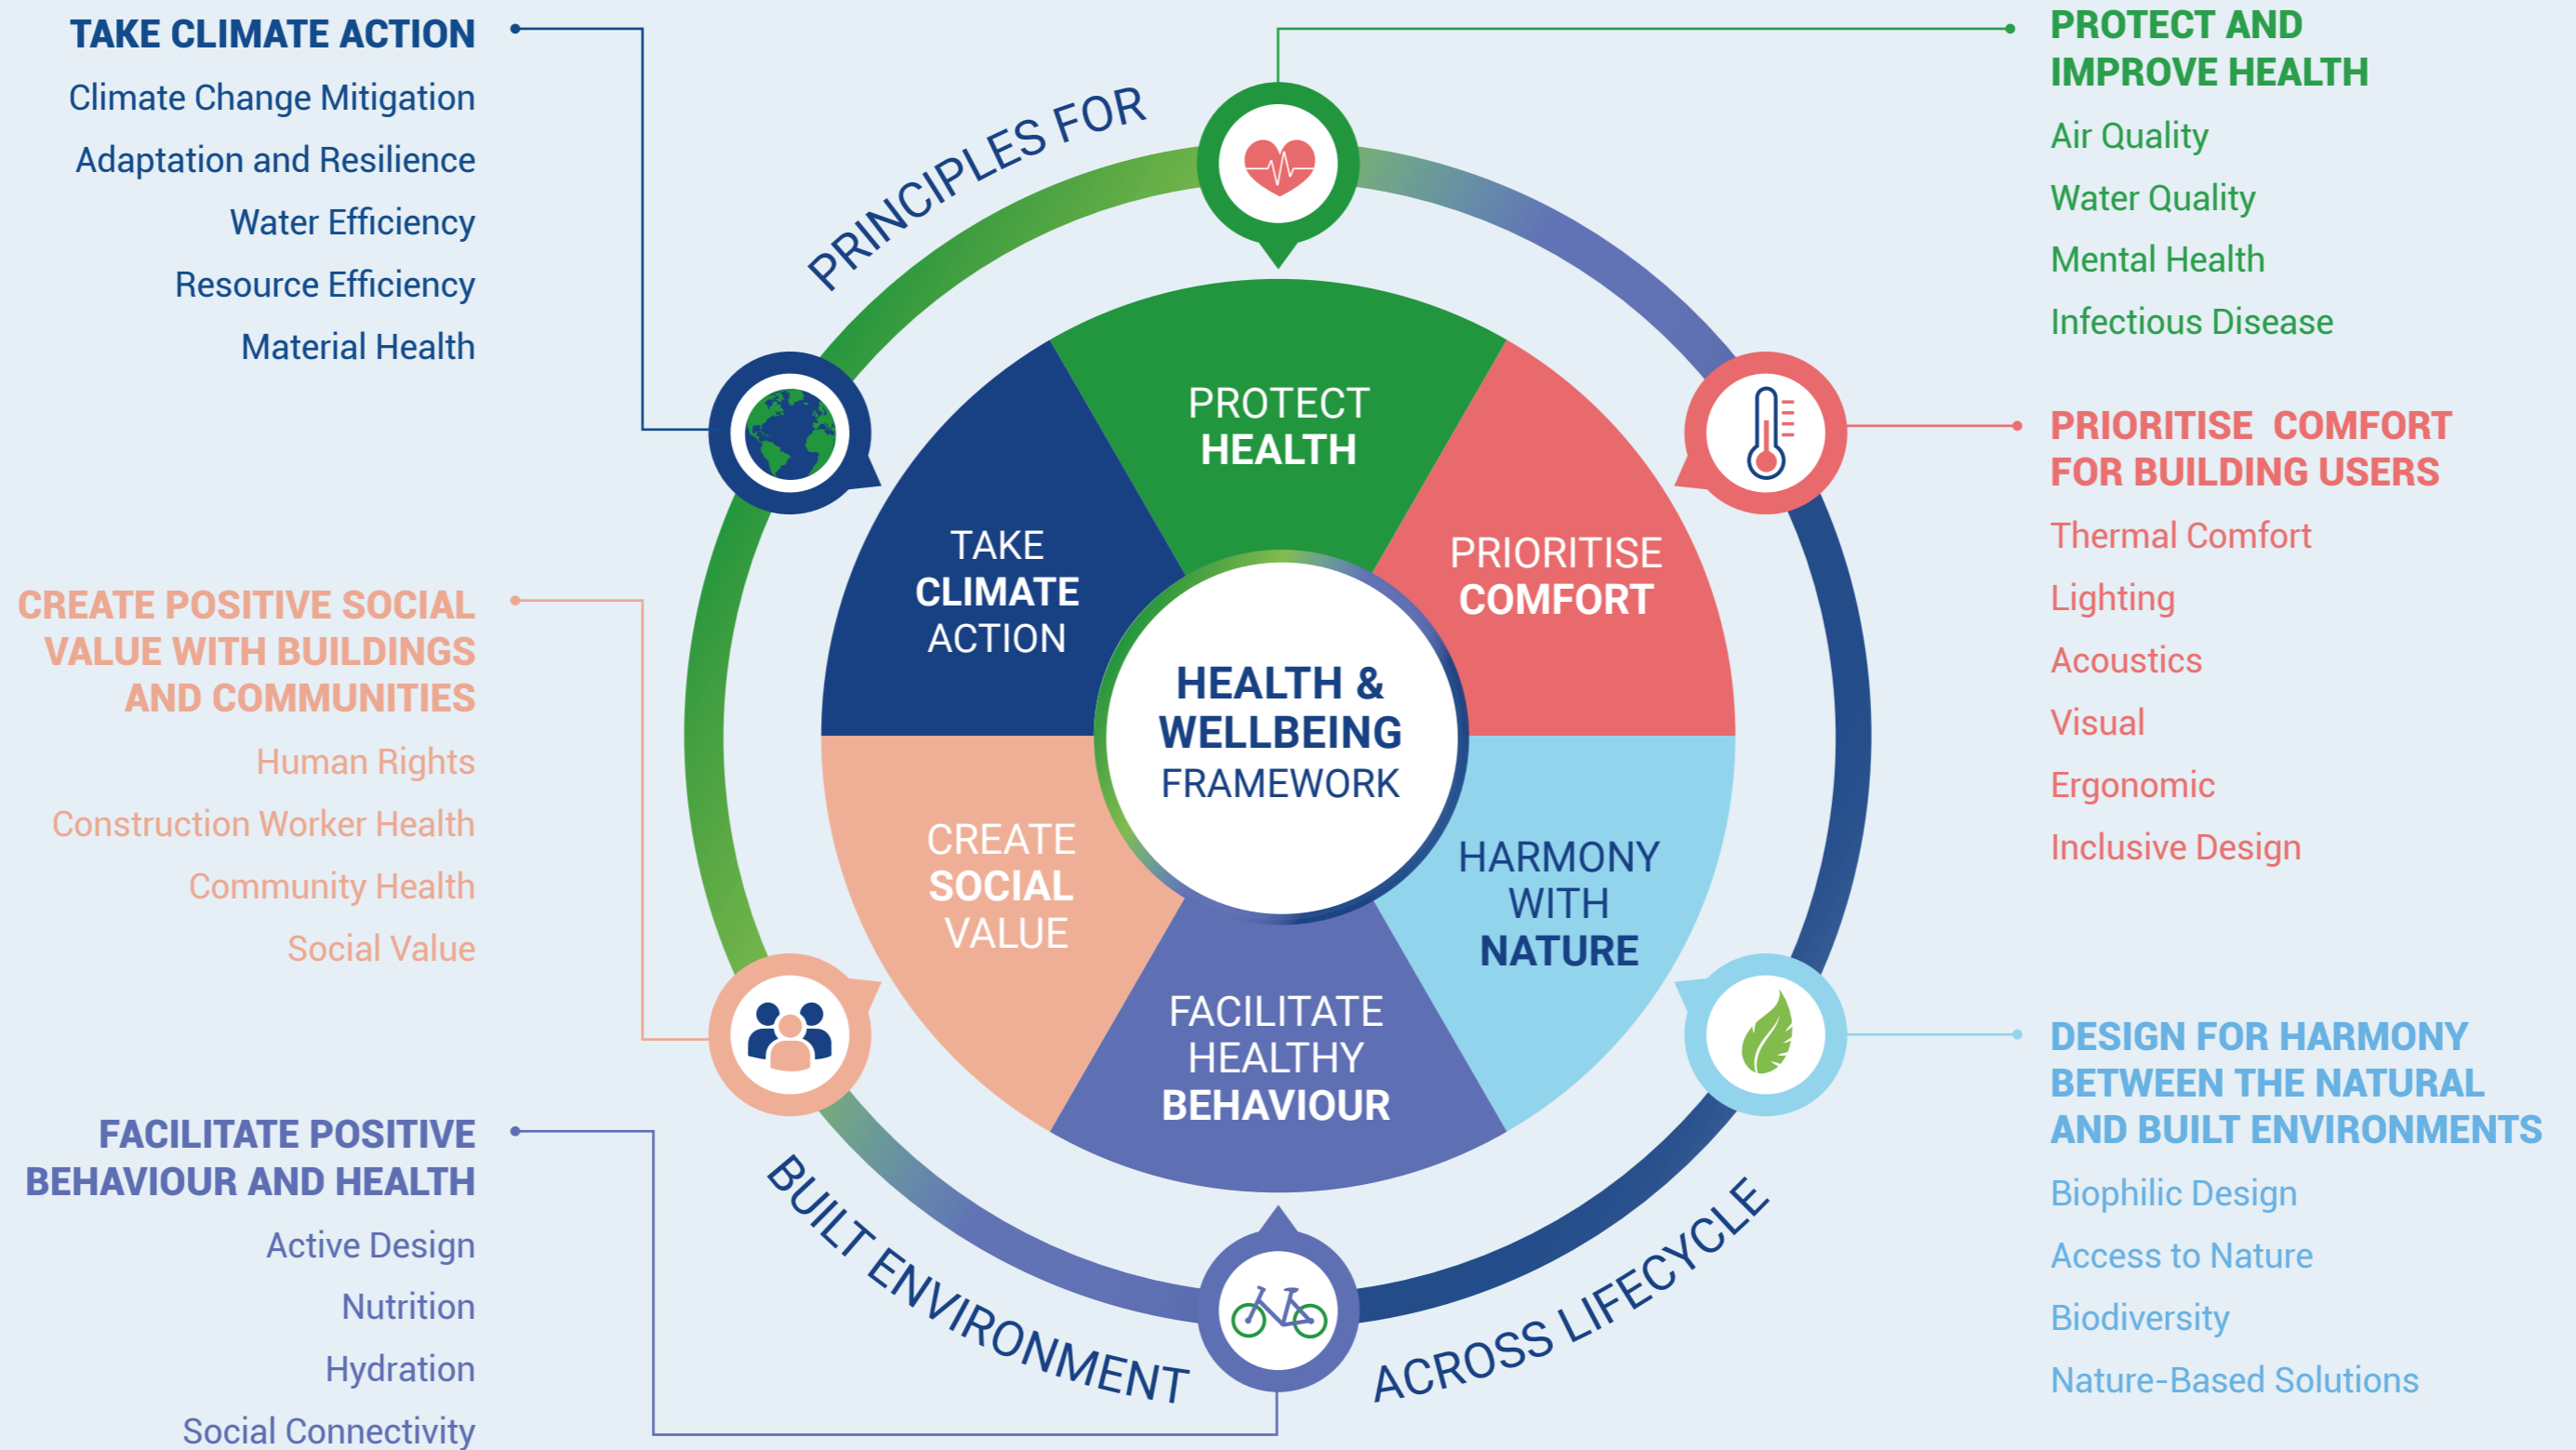 TAKE CLIMATE ACTION
Climate Change Mitigation
Adaptation and Resilience
Water Efficiency
Resource Efficiency
Material Health
CREATE POSITIVE SOCIAL
VALUE WITH BUILDINGS
AND COMMUNITIES
Human Rights
Construction Worker Health
Community Health
Social Value
FACILITATE POSITIVE
BEHAVIOUR AND HEALTH
Active Design
Nutrition
Hydration
Social Connectivity
PRINCIPLES FOR
BUILT ENVIRONMENT
ACROSS LIFECYCLE
PROTECT
HEALTH
PRIORITISE
COMFORT
HARMONY
WITH
NATURE
FACILITATE
HEALTHY
BEHAVIOUR
CREATE
SOCIAL
VALUE
TAKE
CLIMATE
ACTION
HEALTH &
WELLBEING
FRAMEWORK
PROTECT AND
IMPROVE HEALTH
Air Quality
Water Quality
Mental Health
Infectious Disease
PRIORITISE COMFORT
FOR BUILDING USERS
Thermal Comfort
Lighting
Acoustics
Visual
Ergonomic
Inclusive Design
DESIGN FOR HARMONY
BETWEEN THE NATURAL
AND BUILT ENVIRONMENTS
Biophilic Design
Access to Nature
Biodiversity
Nature-Based Solutions